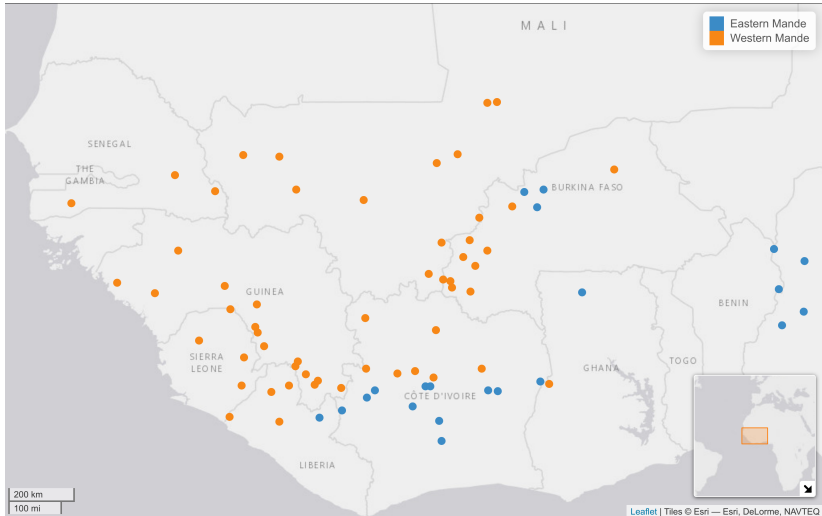 MALI
Eastern Mande
Western Mande
SENEGAL
THE
GAMBIA
BURKINA FASO
GUINEA
BENIN
SIERRA
LEONE
GHANA
TOGO
CÔTE D'IVOIRE
LIBERIA
200 km
100 mi
Leaflet | Tiles © Esri — Esri, DeLorme, NAVTEQ